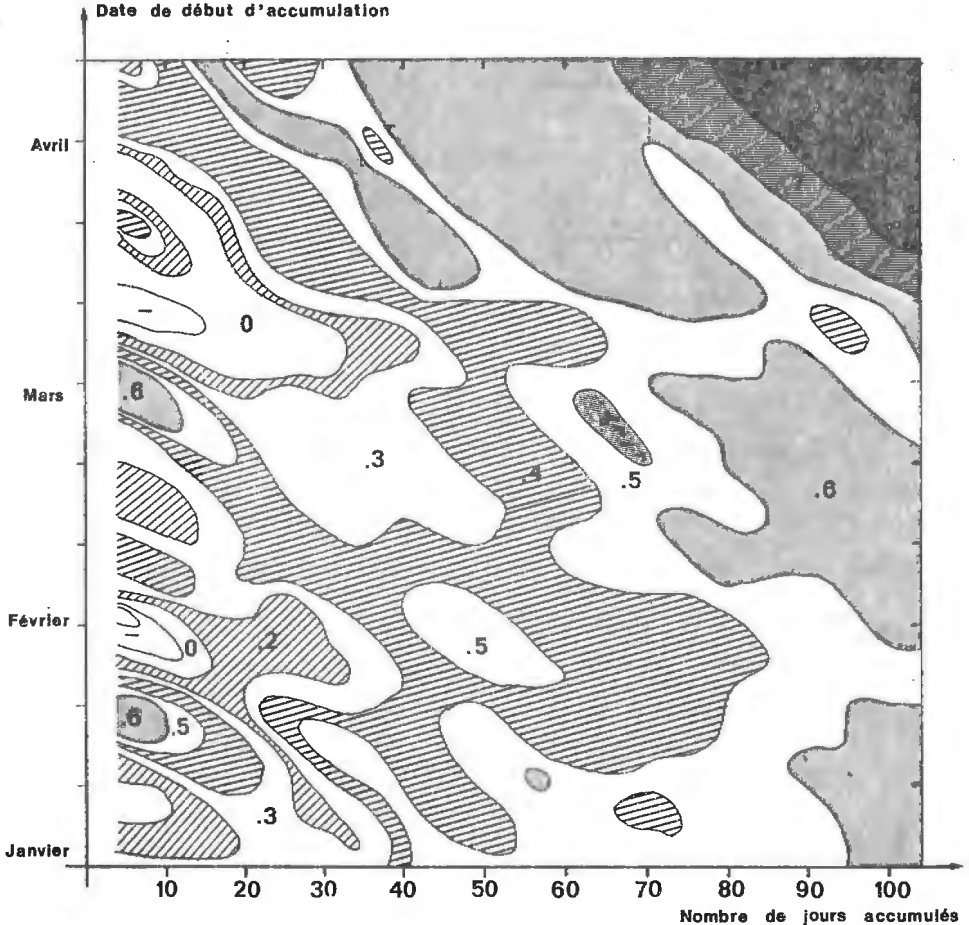 Date de début d'accumulation
Avril
0
Mars
.6
.3
.4
.5
.6
Février
0
.2
.5
.6
.5
.3
Janvier
10 20 30 40 50 60 70 80 90 100
Nombre de jours accumulés